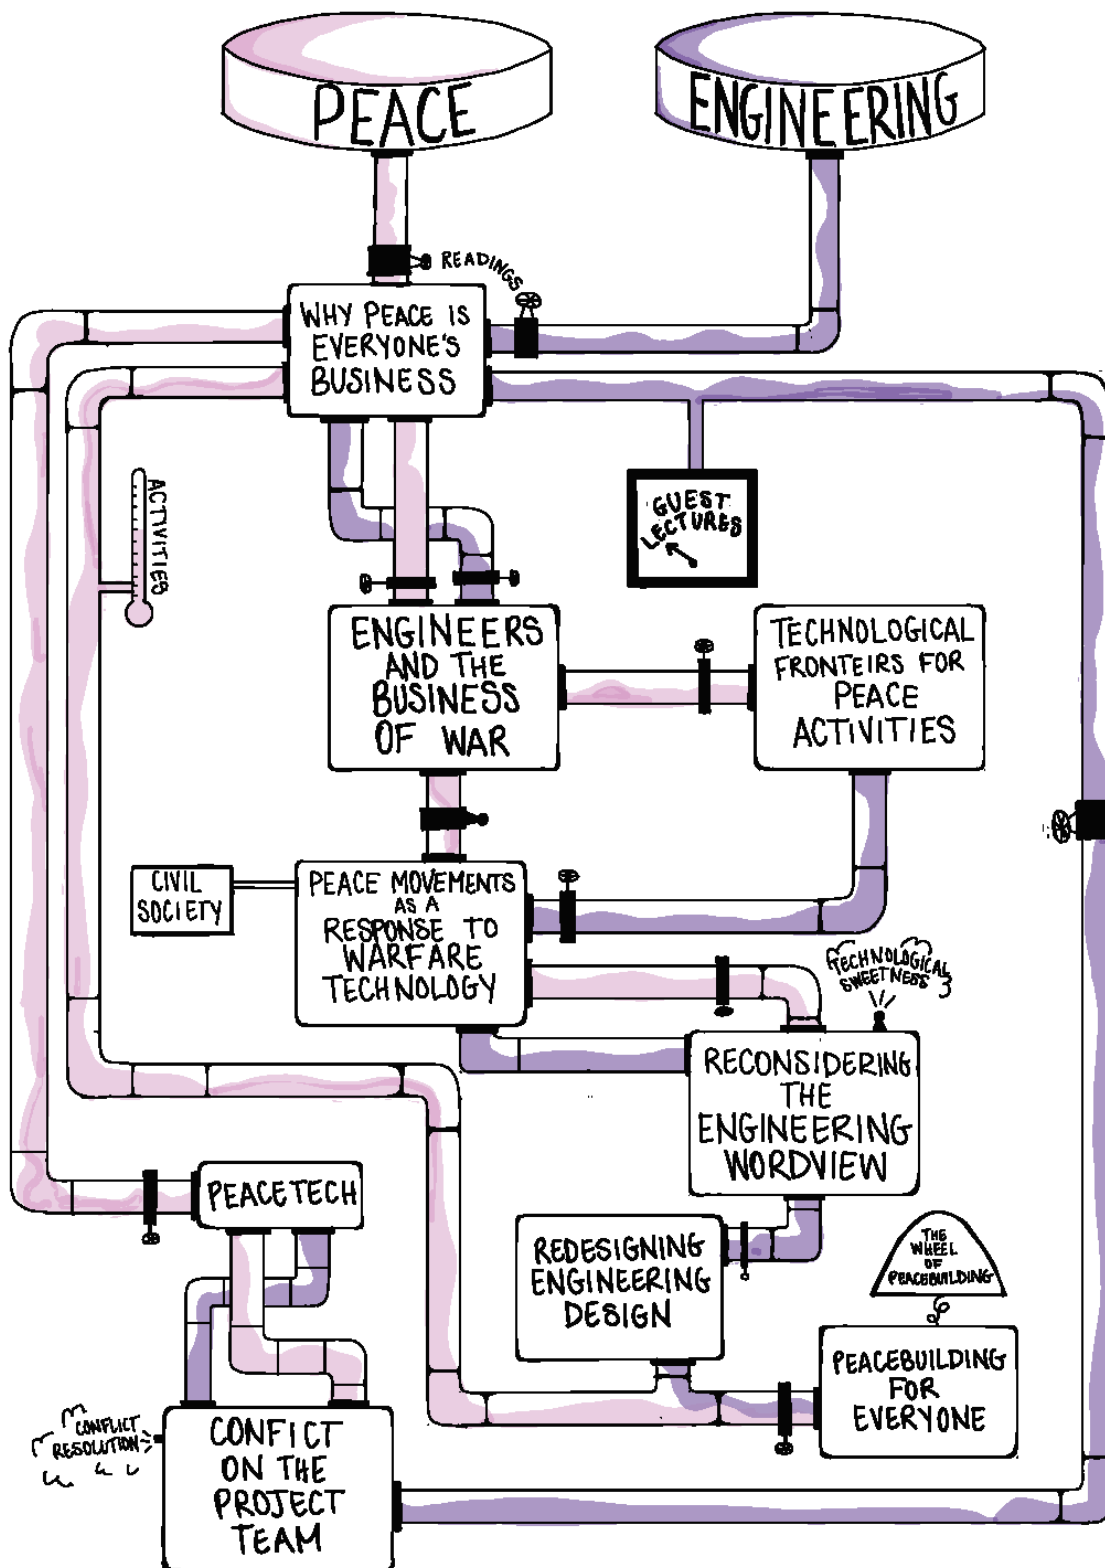 PEACE
ENGINEERING
READINGS
WHY PEACE IS
EVERYONE'S
BUSINESS
ACTIVITIES
GUEST
LECTURES
ENGINEERS
AND THE
BUSINESS
OF WAR
TECHNOLOGICAL
FRONTEIRS FOR
PEACE
ACTIVITIES
CIVIL
SOCIETY
PEACE MOVEMENTS
AS A
RESPONSE TO
WARFARE
TECHNOLOGY
TECHNOLOGICAL
SWEETNESS
RECONSIDERING
THE
ENGINEERING
WORDVIEW
PEACETECH
REDESIGNING
ENGINEERING
DESIGN
THE
WHEEL
OF
PEACEBUILDING
PEACEBUILDING
FOR
EVERYONE
CONFLICT
RESOLUTION
CONFICT
ON THE
PROJECT
TEAM